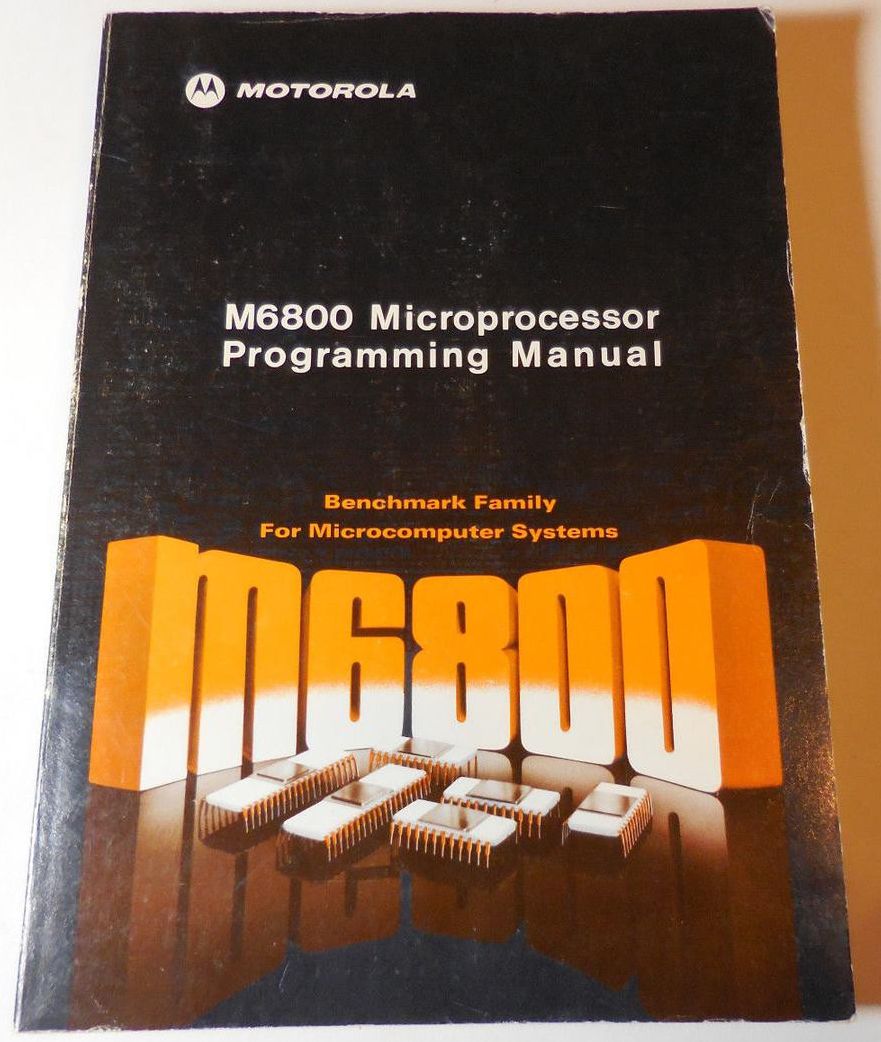 MOTOROLA
M6800 Microprocessor
Programming Manual
Benchmark Family
For Microcomputer Systems
m6800